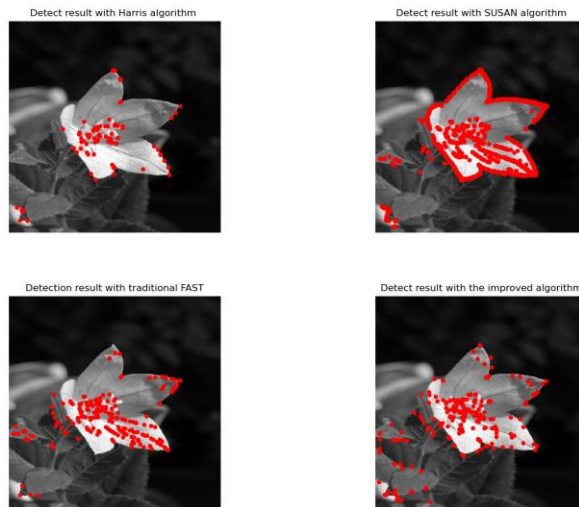 Detect result with Harris algorithm
Detect result with SUSAN algorithm
Detection result with traditional FAST
Detect result with the improved algorithm